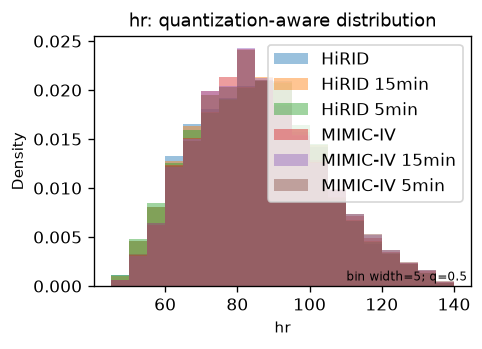 hr: quantization-aware distribution
0.025
0.020
0.015
0.010
0.005
0.000
Density
HiRID
HiRID 15min
HiRID 5min
MIMIC-IV
MIMIC-IV 15min
MIMIC-IV 5min
bin width=5; q=0.5
60
80
100
120
140
hr